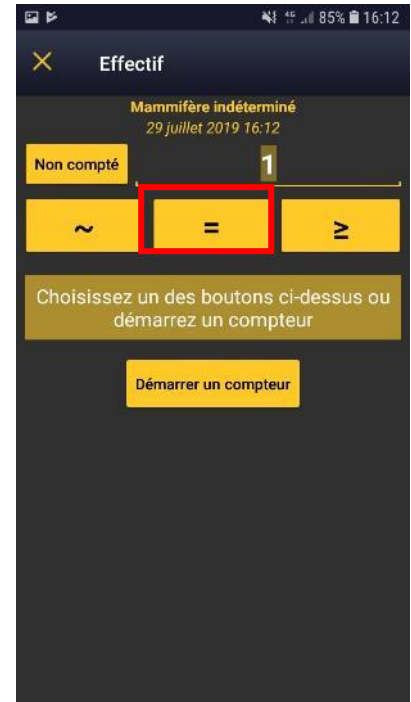 85% 16:12
Effectif
Mammifère indéterminé
29 juillet 2019 16:12
Non compté 1
~ = ≥
Choisissez un des boutons ci-dessus ou
démarrez un compteur
Démarrer un compteur